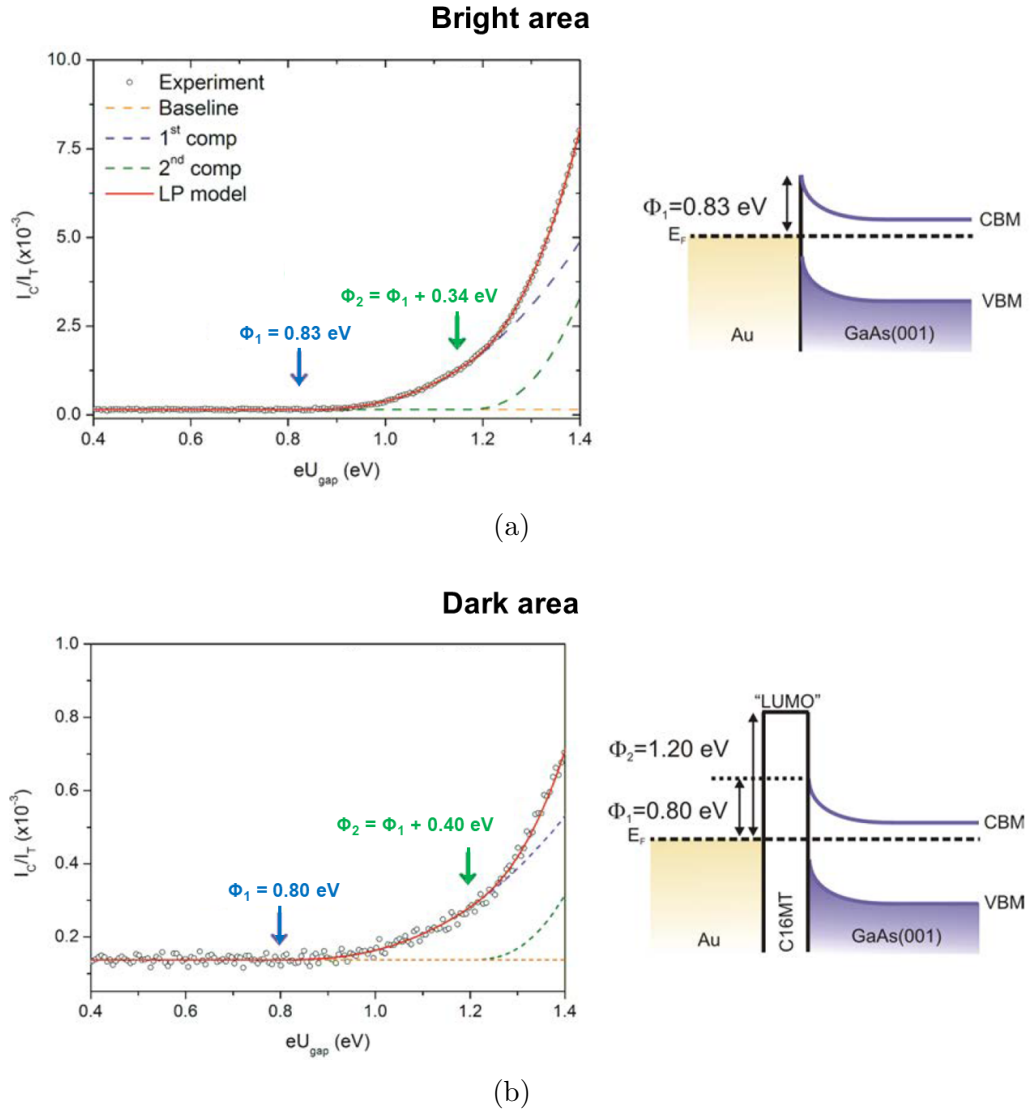 Bright area
10.0
7.5
5.0
2.5
0.0
I_C/I_T (x10⁻³)
Experiment
Baseline
1ˢᵗ comp
2ⁿᵈ comp
LP model
Φ₁ = 0.83 eV
Φ₂ = Φ₁ + 0.34 eV
0.4 0.6 0.8 1.0 1.2 1.4
eU_gap (eV)
Φ₁=0.83 eV
E_F
CBM
VBM
Au
GaAs(001)
(a)
Dark area
1.0
0.8
0.6
0.4
0.2
I_C/I_T (x10⁻³)
Φ₂ = Φ₁ + 0.40 eV
Φ₁ = 0.80 eV
0.4 0.6 0.8 1.0 1.2 1.4
eU_gap (eV)
"LUMO"
Φ₂=1.20 eV
Φ₁=0.80 eV
E_F
CBM
VBM
Au
C16MT
GaAs(001)
(b)